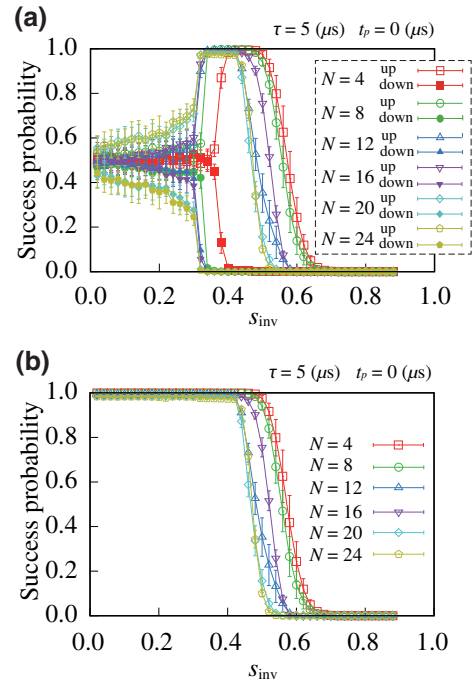 (a)
τ = 5 (μs) t_p = 0 (μs)
Success probability
1.0
0.8
0.6
0.4
0.2
0.0
N = 4 up
down
N = 8 up
down
N = 12 up
down
N = 16 up
down
N = 20 up
down
N = 24 up
down
0.0 0.2 0.4 0.6 0.8 1.0
s_inv
(b)
τ = 5 (μs) t_p = 0 (μs)
Success probability
1.0
0.8
0.6
0.4
0.2
0.0
N = 4
N = 8
N = 12
N = 16
N = 20
N = 24
0.0 0.2 0.4 0.6 0.8 1.0
s_inv